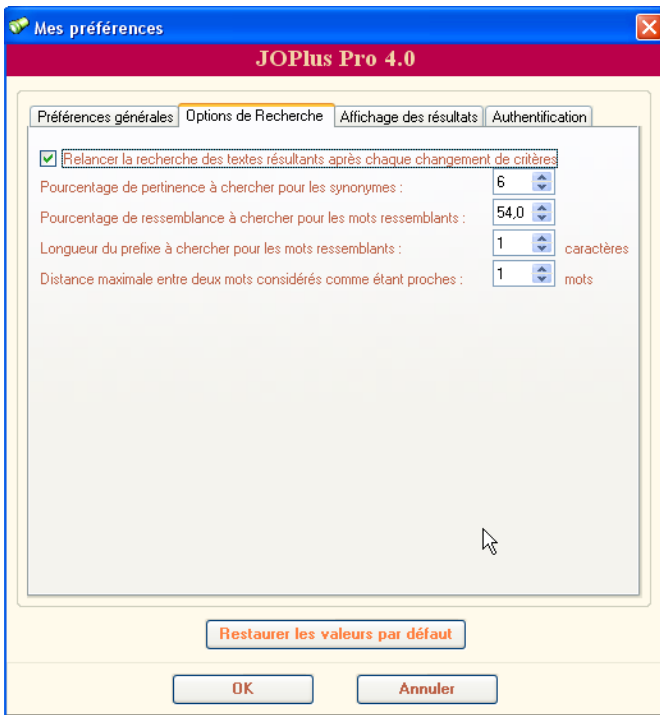 Mes préférences
JOPlus Pro 4.0
Préférences générales Options de Recherche Affichage des résultats Authentification
Relancer la recherche des textes résultants après chaque changement de critères
Pourcentage de pertinence à chercher pour les synonymes : 6
Pourcentage de ressemblance à chercher pour les mots ressemblants : 54,0
Longueur du prefixe à chercher pour les mots ressemblants : 1 caractères
Distance maximale entre deux mots considérés comme étant proches : 1 mots
Restaurer les valeurs par défaut
OK Annuler